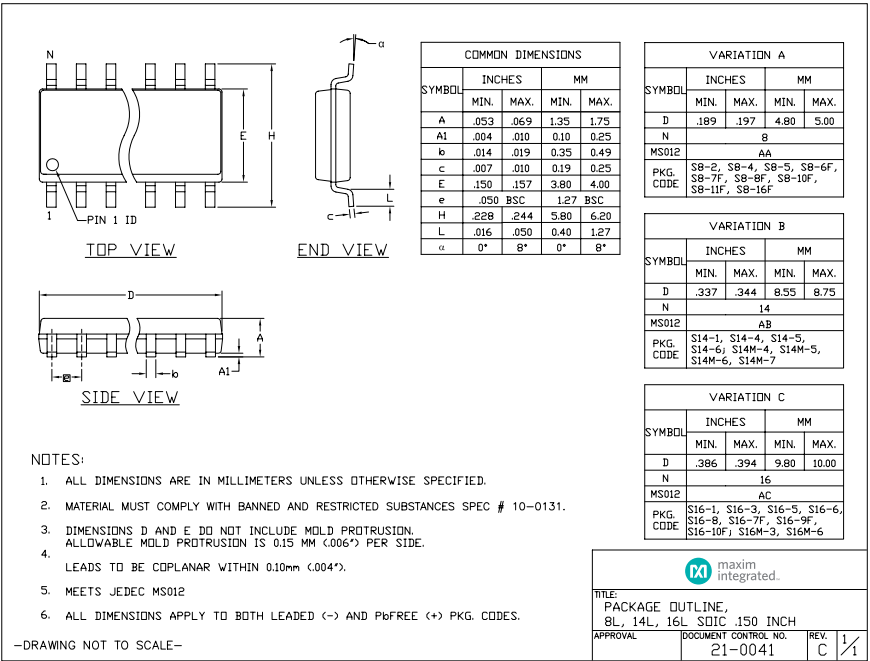 N
α
E
H
1
PIN 1 ID
L
c
TOP VIEW
END VIEW
D
A
A1
e
b
SIDE VIEW
COMMON DIMENSIONS
SYMBOL INCHES MM
MIN. MAX. MIN. MAX.
A .053 .069 1.35 1.75
A1 .004 .010 0.10 0.25
b .014 .019 0.35 0.49
c .007 .010 0.19 0.25
E .150 .157 3.80 4.00
e .050 BSC 1.27 BSC
H .228 .244 5.80 6.20
L .016 .050 0.40 1.27
α 0° 8° 0° 8°
VARIATION A
SYMBOL INCHES MM
MIN. MAX. MIN. MAX.
D .189 .197 4.80 5.00
N 8
MS012 AA
PKG. CODE
S8-2, S8-4, S8-5, S8-6F,
S8-7F, S8-8F, S8-10F,
S8-11F, S8-16F
VARIATION B
SYMBOL INCHES MM
MIN. MAX. MIN. MAX.
D .337 .344 8.55 8.75
N 14
MS012 AB
PKG. CODE
S14-1, S14-4, S14-5,
S14-6; S14M-4, S14M-5,
S14M-6, S14M-7
VARIATION C
SYMBOL INCHES MM
MIN. MAX. MIN. MAX.
D .386 .394 9.80 10.00
N 16
MS012 AC
PKG. CODE
S16-1, S16-3, S16-5, S16-6,
S16-8, S16-7F, S16-9F,
S16-10F; S16M-3, S16M-6
NOTES:
1. ALL DIMENSIONS ARE IN MILLIMETERS UNLESS OTHERWISE SPECIFIED.
2. MATERIAL MUST COMPLY WITH BANNED AND RESTRICTED SUBSTANCES SPEC # 10-0131.
3. DIMENSIONS D AND E DO NOT INCLUDE MOLD PROTRUSION.
ALLOWABLE MOLD PROTRUSION IS 0.15 MM (.006") PER SIDE.
4.
LEADS TO BE COPLANAR WITHIN 0.10mm (.004").
5. MEETS JEDEC MS012
6. ALL DIMENSIONS APPLY TO BOTH LEADED (-) AND PbFREE (+) PKG. CODES.
-DRAWING NOT TO SCALE-
maxim
integrated™
TITLE:
PACKAGE OUTLINE,
8L, 14L, 16L SOIC .150 INCH
APPROVAL DOCUMENT CONTROL NO. REV.
21-0041 C 1/1